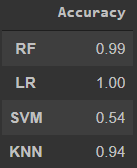 Accuracy
RF 0.99
LR 1.00
SVM 0.54
KNN 0.94